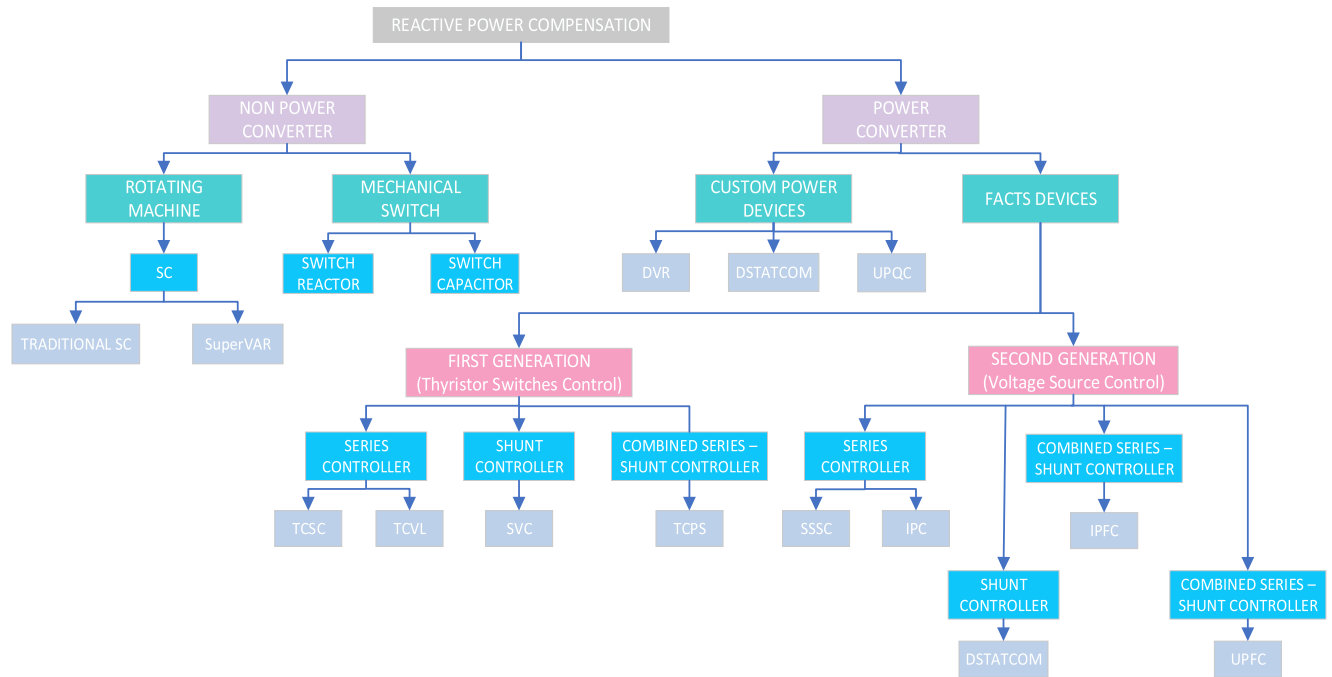 REACTIVE POWER COMPENSATION
NON POWER
CONVERTER
POWER
CONVERTER
ROTATING
MACHINE
MECHANICAL
SWITCH
CUSTOM POWER
DEVICES
FACTS DEVICES
SC
SWITCH
REACTOR
SWITCH
CAPACITOR
DVR
DSTATCOM
UPQC
TRADITIONAL SC
SuperVAR
FIRST GENERATION
(Thyristor Switches Control)
SECOND GENERATION
(Voltage Source Control)
SERIES
CONTROLLER
SHUNT
CONTROLLER
COMBINED SERIES –
SHUNT CONTROLLER
SERIES
CONTROLLER
COMBINED SERIES –
SHUNT CONTROLLER
TCSC
TCVL
SVC
TCPS
SSSC
IPC
IPFC
SHUNT
CONTROLLER
COMBINED SERIES –
SHUNT CONTROLLER
DSTATCOM
UPFC